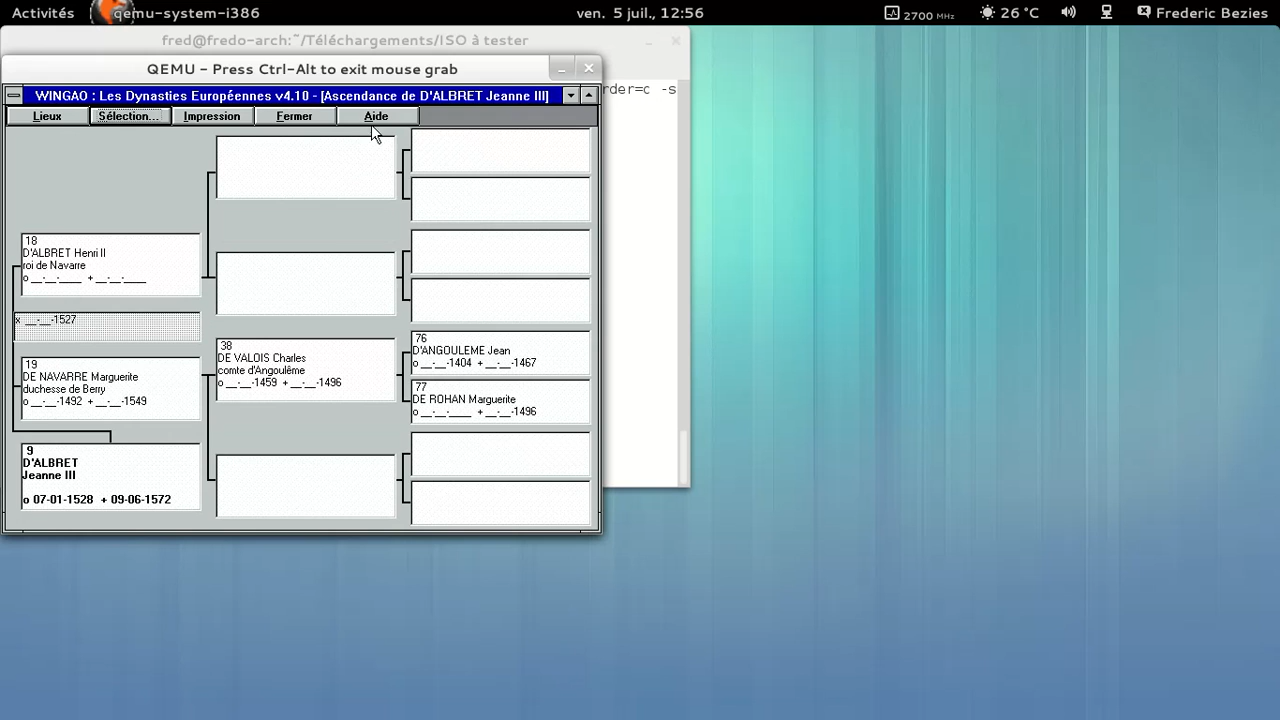 Activités qemu-system-i386 ven. 5 juil., 12:56 2700 MHz 26 °C Frederic Bezies
fred@fredo-arch:~/Téléchargements/ISO à tester
QEMU - Press Ctrl-Alt to exit mouse grab
rder=c -s
WINGAO : Les Dynasties Européennes v4.10 - [Ascendance de D'ALBRET Jeanne III]
Lieux Sélection... Impression Fermer Aide
18
D'ALBRET Henri II
roi de Navarre
o __-__-____ + __-__-____
x __-__-1527
19
DE NAVARRE Marguerite
duchesse de Berry
o __-__-1492 + __-__-1549
9
D'ALBRET
Jeanne III
o 07-01-1528 + 09-06-1572
38
DE VALOIS Charles
comte d'Angoulême
o __-__-1459 + __-__-1496
76
D'ANGOULEME Jean
o __-__-1404 + __-__-1467
77
DE ROHAN Marguerite
o __-__-____ + __-__-1496